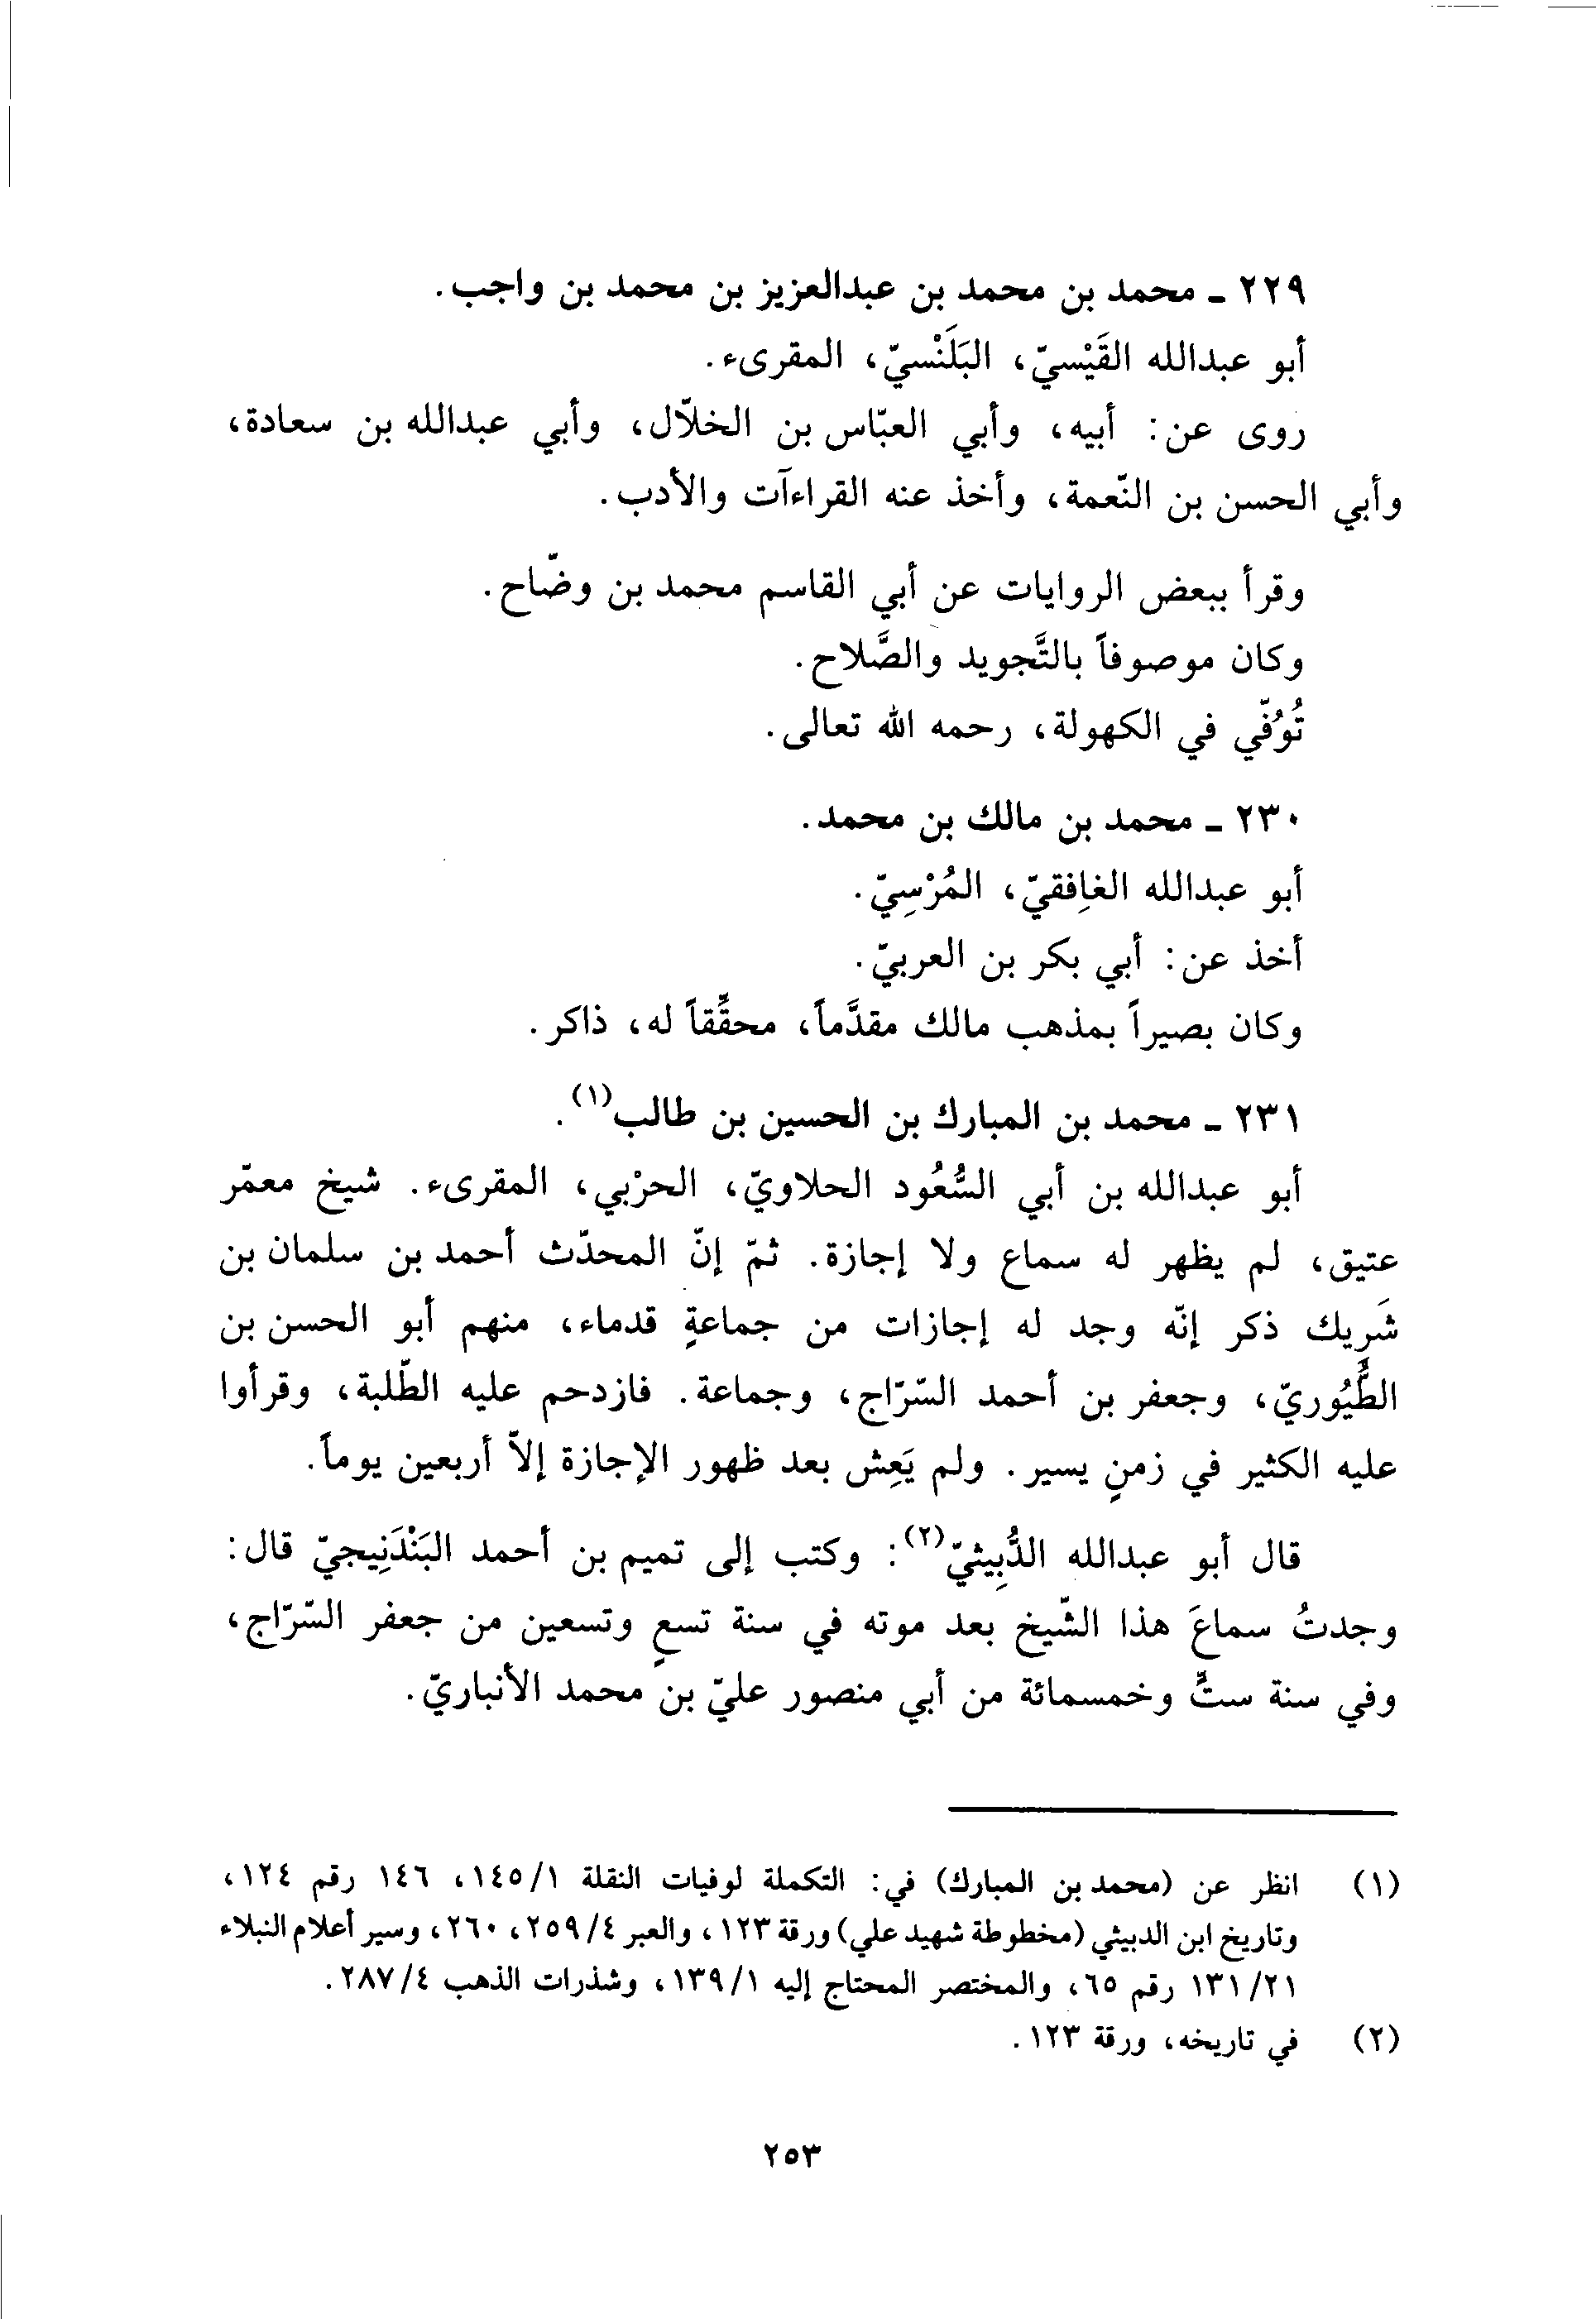 ٢٢٩ ـ محمد بن محمد بن عبدالعزيز بن محمد بن واجب.
أبو عبدالله القَيْسيّ، البَلَنْسيّ، المقرىء.
روى عن: أبيه، وأبي العبّاس بن الخلاّل، وأبي عبدالله بن سعادة،
وأبي الحسن بن النّعمة، وأخذ عنه القراءآت والأدب.
وقرأ ببعض الروايات عن أبي القاسم محمد بن وضّاح.
وكان موصوفاً بالتَّجويد والصَّلاح.
تُوُفّي في الكهولة، رحمه الله تعالى.
٢٣٠ ـ محمد بن مالك بن محمد.
أبو عبدالله الغافِقيّ، المُرْسِيّ.
أخذ عن: أبي بكر بن العربيّ.
وكان بصيراً بمذهب مالك مقدَّماً، محقِّقاً له، ذاكر.
٢٣١ ـ محمد بن المبارك بن الحسين بن طالب(١).
أبو عبدالله بن أبي السُّعُود الحلاويّ، الحرْبي، المقرىء. شيخ معمّر
عتيق، لم يظهر له سماع ولا إجازة. ثمّ إنّ المحدّث أحمد بن سلمان بن
شَرِيك ذكر إنّه وجد له إجازات من جماعةٍ قدماء، منهم أبو الحسن بن
الطُّيُوريّ، وجعفر بن أحمد السّرّاج، وجماعة. فازدحم عليه الطّلبة، وقرأوا
عليه الكثير في زمنٍ يسير. ولم يَعِش بعد ظهور الإجازة إلاّ أربعين يوماً.
قال أبو عبدالله الدُّبِيثيّ(٢): وكتب إلى تميم بن أحمد البَنْدَنِيجيّ قال:
وجدتُ سماعَ هذا الشّيخ بعد موته في سنة تسعٍ وتسعين من جعفر السّرّاج،
وفي سنة ستٍّ وخمسمائة من أبي منصور عليّ بن محمد الأنباريّ.
(١) انظر عن (محمد بن المبارك) في: التكملة لوفيات النقلة ١/١٤٥، ١٤٦ رقم ١٢٤،
وتاريخ ابن الدبيثي (مخطوطة شهيد علي) ورقة ١٢٣، والعبر ٤/٢٥٩، ٢٦٠، وسير أعلام النبلاء
٢١/١٣١ رقم ٦٥، والمختصر المحتاج إليه ١/١٣٩، وشذرات الذهب ٤/٢٨٧.
(٢) في تاريخه، ورقة ١٢٣.
٢٥٣